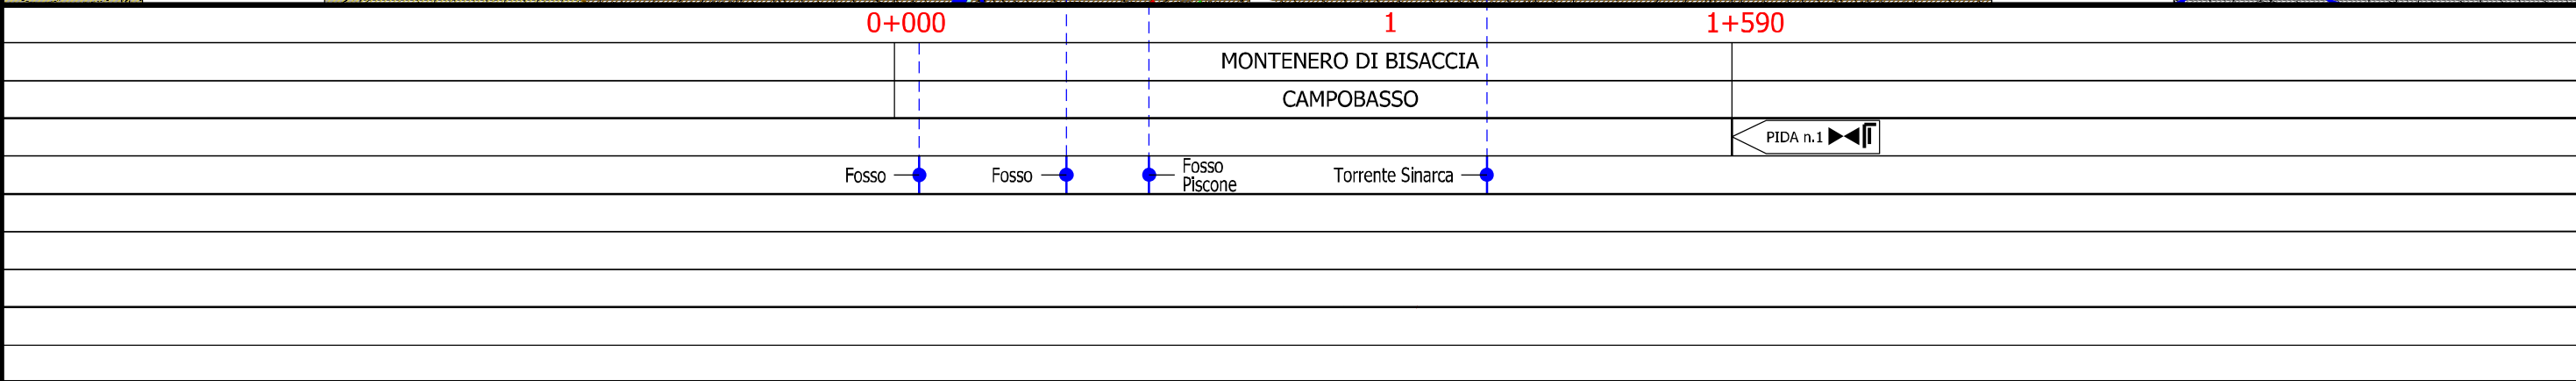 0+000 1 1+590
MONTENERO DI BISACCIA
CAMPOBASSO
PIDA n.1
Fosso Fosso Fosso Piscone Torrente Sinarca